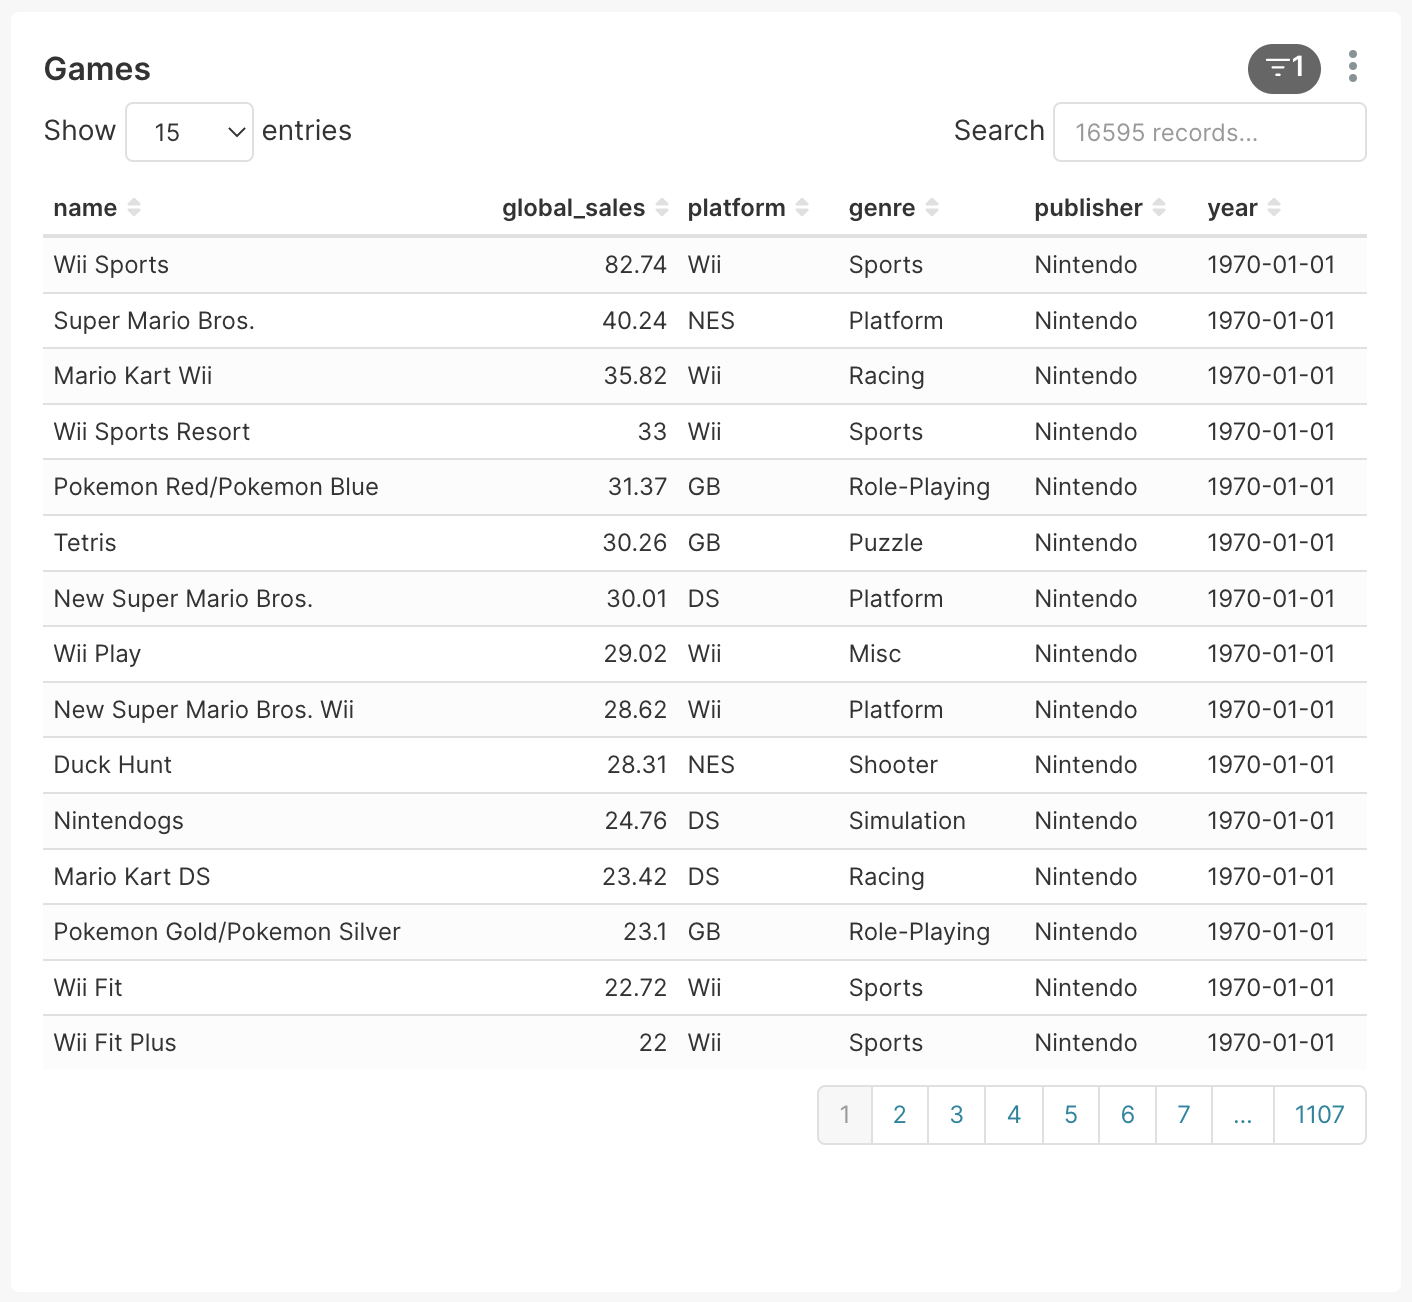 Games
1
Show 15 entries
Search 16595 records...
name global_sales platform genre publisher year
Wii Sports 82.74 Wii Sports Nintendo 1970-01-01
Super Mario Bros. 40.24 NES Platform Nintendo 1970-01-01
Mario Kart Wii 35.82 Wii Racing Nintendo 1970-01-01
Wii Sports Resort 33 Wii Sports Nintendo 1970-01-01
Pokemon Red/Pokemon Blue 31.37 GB Role-Playing Nintendo 1970-01-01
Tetris 30.26 GB Puzzle Nintendo 1970-01-01
New Super Mario Bros. 30.01 DS Platform Nintendo 1970-01-01
Wii Play 29.02 Wii Misc Nintendo 1970-01-01
New Super Mario Bros. Wii 28.62 Wii Platform Nintendo 1970-01-01
Duck Hunt 28.31 NES Shooter Nintendo 1970-01-01
Nintendogs 24.76 DS Simulation Nintendo 1970-01-01
Mario Kart DS 23.42 DS Racing Nintendo 1970-01-01
Pokemon Gold/Pokemon Silver 23.1 GB Role-Playing Nintendo 1970-01-01
Wii Fit 22.72 Wii Sports Nintendo 1970-01-01
Wii Fit Plus 22 Wii Sports Nintendo 1970-01-01
1 2 3 4 5 6 7 ... 1107